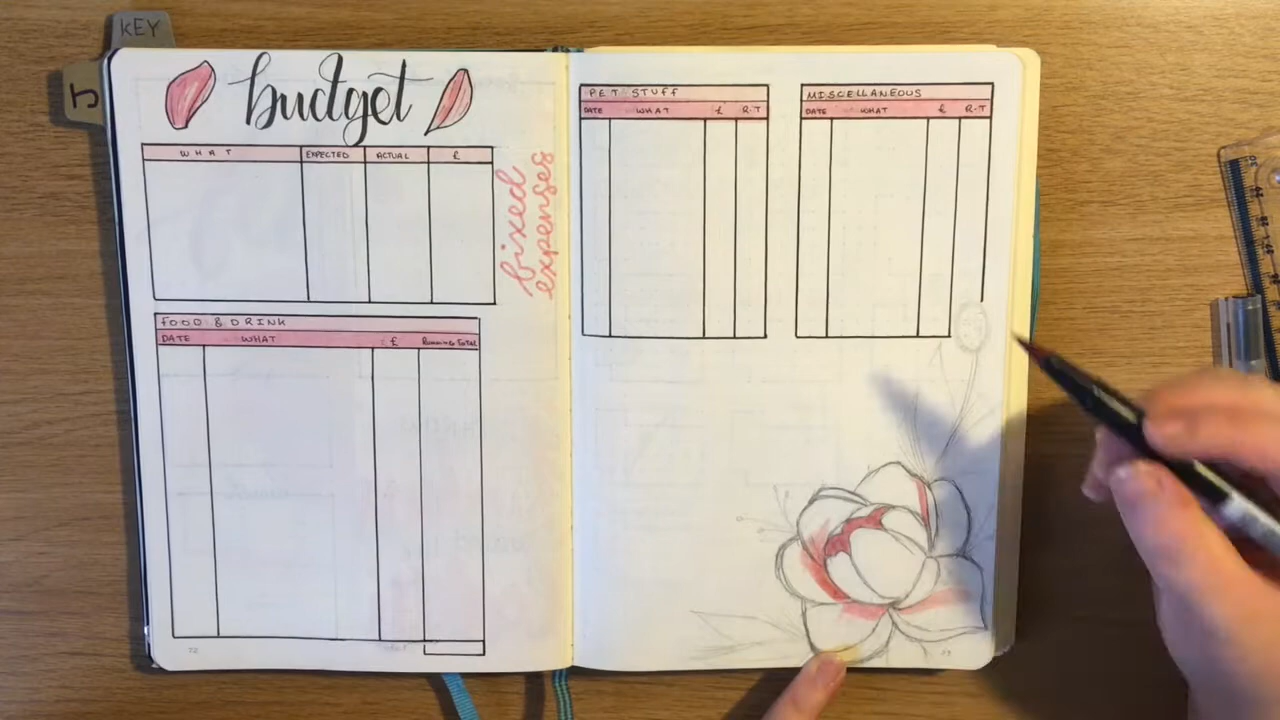 KEY
budget
WHAT EXPECTED ACTUAL £
fixed
expenses
FOOD & DRINK
DATE WHAT £ Running Total
PET STUFF
DATE WHAT £ R.T
MISCELLANEOUS
DATE WHAT £ R.T
72